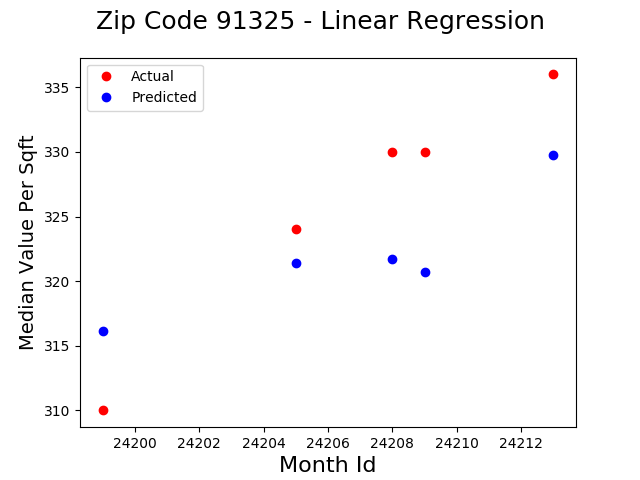 Zip Code 91325 - Linear Regression
Actual
Predicted
335
330
325
320
315
310
Median Value Per Sqft
24200 24202 24204 24206 24208 24210 24212
Month Id